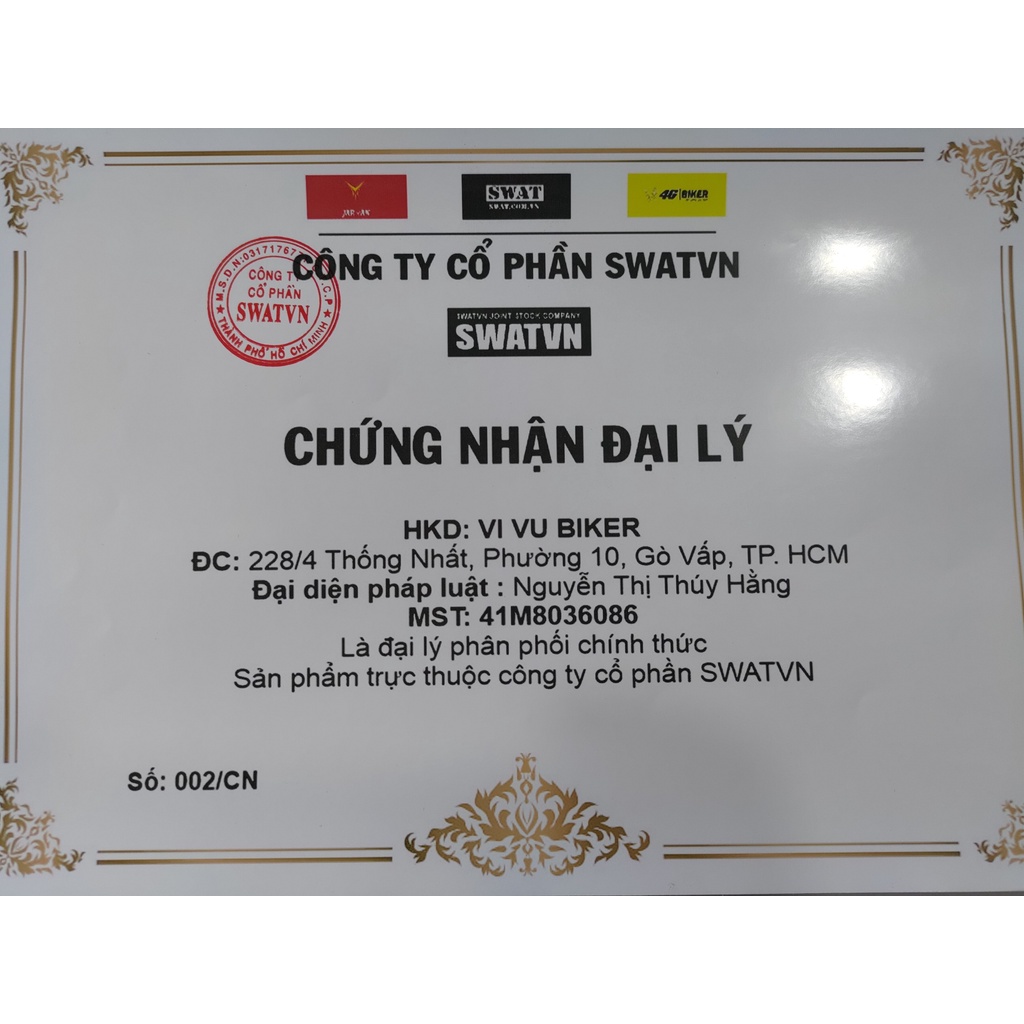 SWAT
SWAT.COM.VN
4G BIKER
CÔNG TY CỔ PHẦN SWATVN
CÔNG TY
CỔ PHẦN
SWATVN
THÀNH PHỐ HỒ CHÍ MINH
SWATVN JOINT STOCK COMPANY
SWATVN
CHỨNG NHẬN ĐẠI LÝ
HKD: VI VU BIKER
ĐC: 228/4 Thống Nhất, Phường 10, Gò Vấp, TP. HCM
Đại diện pháp luật : Nguyễn Thị Thúy Hằng
MST: 41M8036086
Là đại lý phân phối chính thức
Sản phẩm trực thuộc công ty cổ phần SWATVN
Số: 002/CN